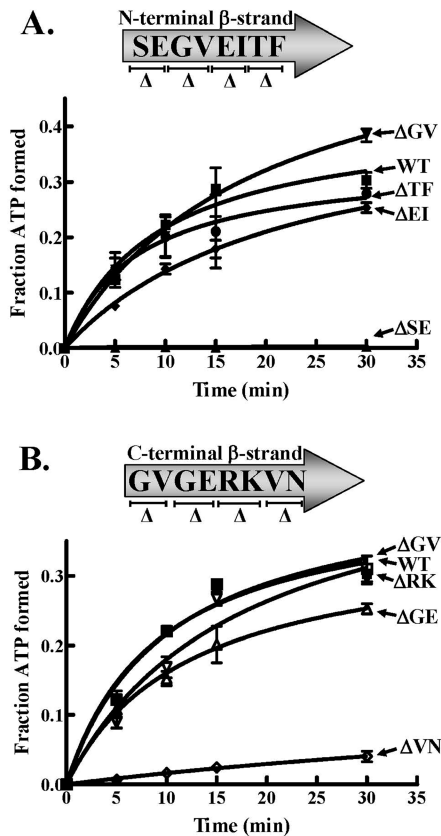 A.
N-terminal β-strand
SEGVEITF
Δ Δ Δ Δ
Fraction ATP formed
0.4
0.3
0.2
0.1
0.0
ΔGV
WT
ΔTF
ΔEI
ΔSE
0 5 10 15 20 25 30 35
Time (min)
B.
C-terminal β-strand
GVGERKVN
Δ Δ Δ Δ
Fraction ATP formed
0.3
0.2
0.1
0.0
ΔGV
WT
ΔRK
ΔGE
ΔVN
0 5 10 15 20 25 30 35
Time (min)